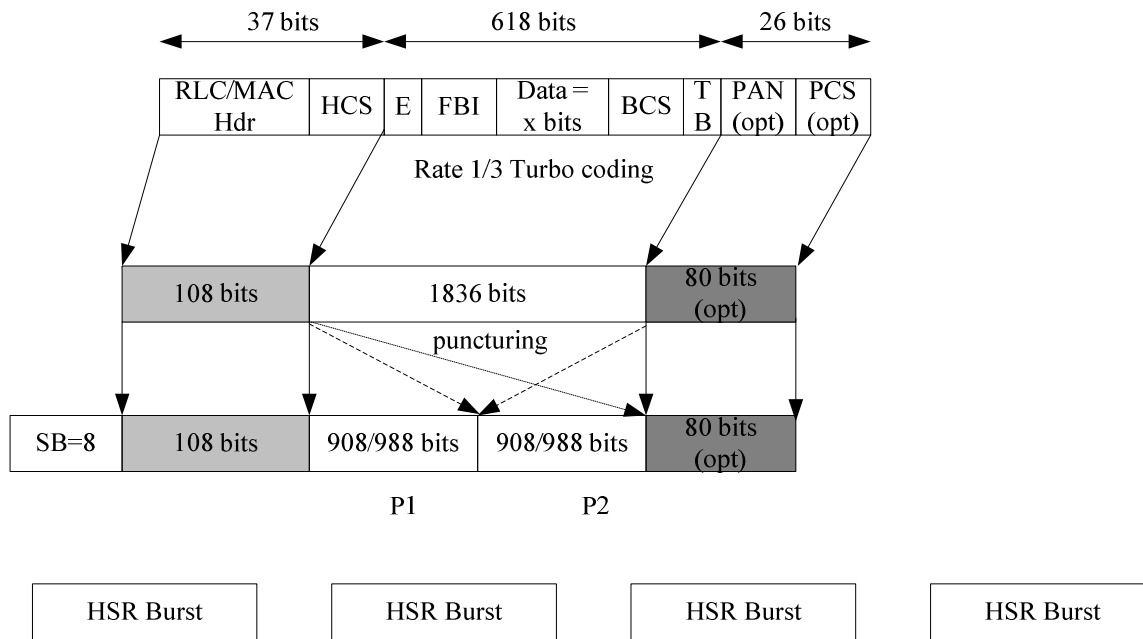 37 bits
618 bits
26 bits
RLC/MAC
Hdr
HCS
E
FBI
Data =
x bits
BCS
T
B
PAN
(opt)
PCS
(opt)
Rate 1/3 Turbo coding
108 bits
1836 bits
80 bits
(opt)
puncturing
SB=8
108 bits
908/988 bits
908/988 bits
80 bits
(opt)
P1
P2
HSR Burst
HSR Burst
HSR Burst
HSR Burst